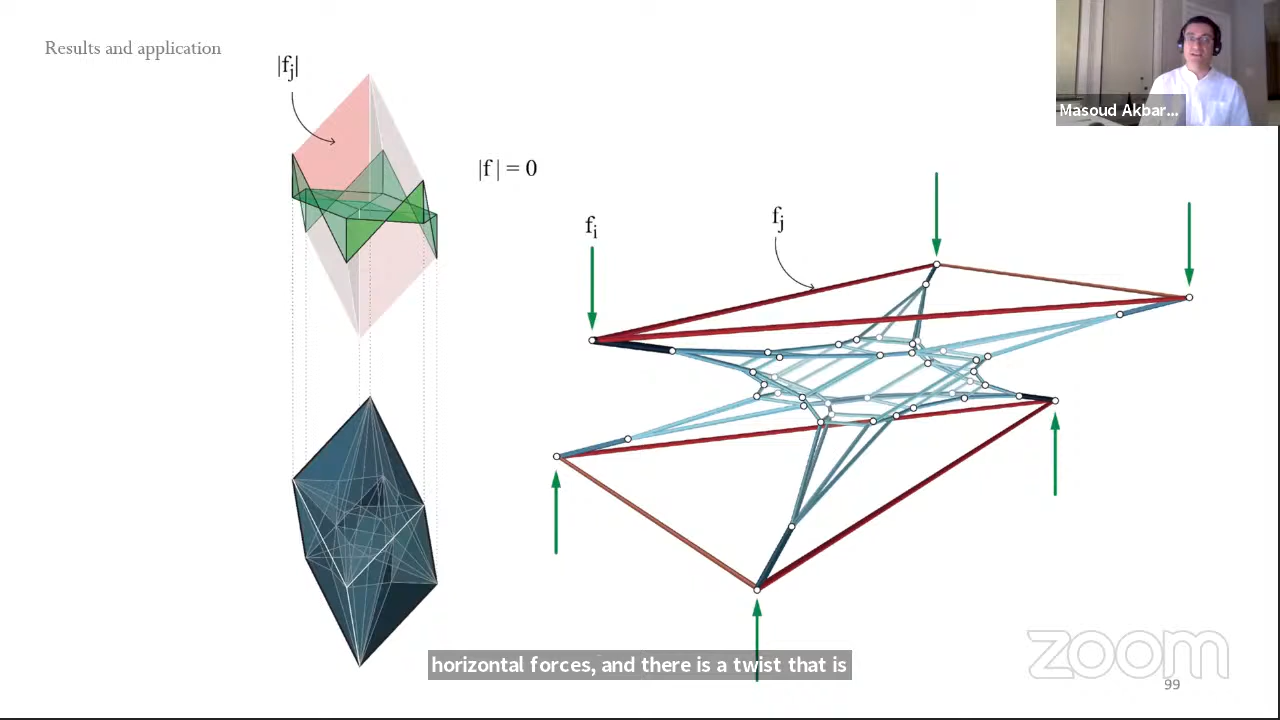 Results and application
|fj|
|f| = 0
fi
fj
Masoud Akbar...
horizontal forces, and there is a twist that is
zoom
99